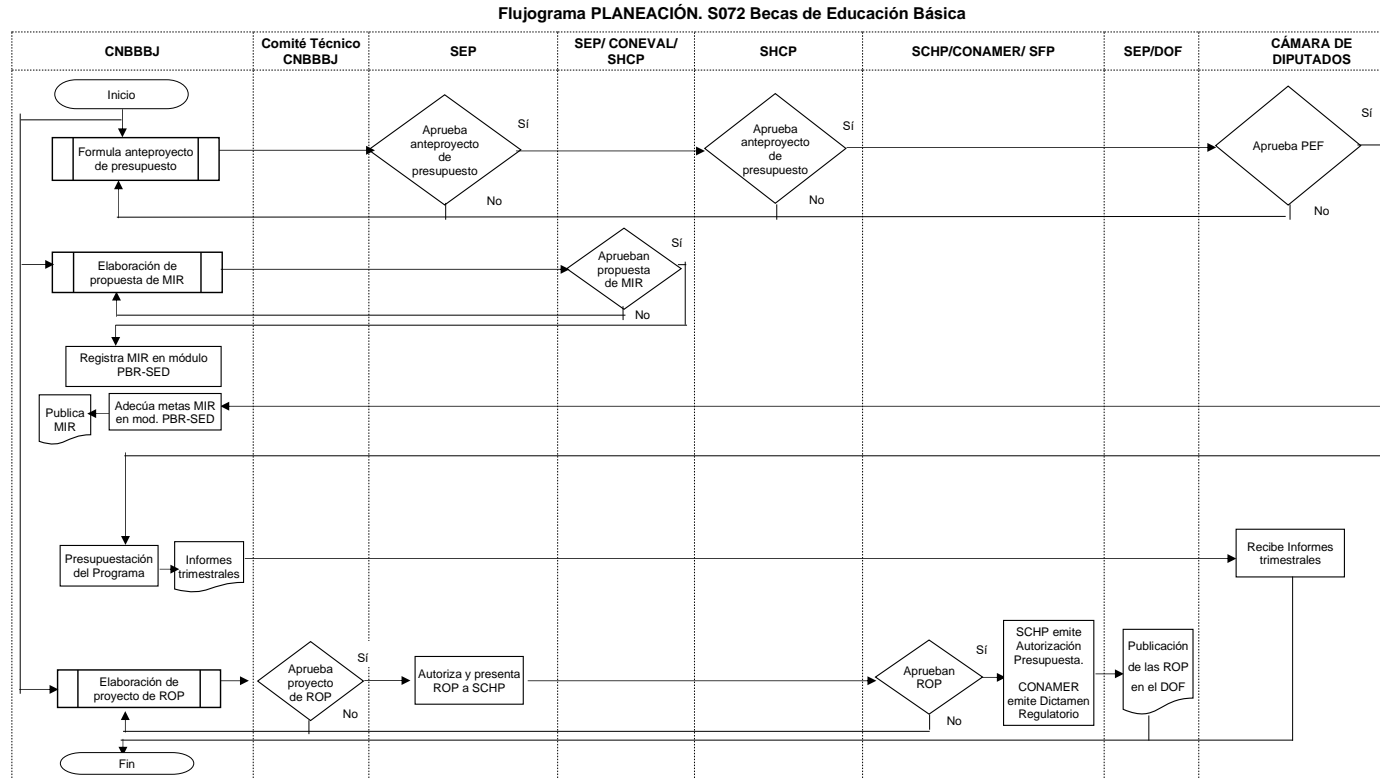 Flujograma PLANEACIÓN. S072 Becas de Educación Básica
CNBBBJ
Comité Técnico
CNBBBJ
SEP
SEP/ CONEVAL/
SHCP
SHCP
SCHP/CONAMER/ SFP
SEP/DOF
CÁMARA DE
DIPUTADOS
Inicio
Formula anteproyecto
de presupuesto
Aprueba
anteproyecto
de
presupuesto
Sí
No
Aprueba
anteproyecto
de
presupuesto
Sí
No
Aprueba PEF
Sí
No
Elaboración de
propuesta de MIR
Aprueban
propuesta
de MIR
Sí
No
Registra MIR en módulo
PBR-SED
Publica
MIR
Adecúa metas MIR
en mod. PBR-SED
Presupuestación
del Programa
Informes
trimestrales
Recibe Informes
trimestrales
Elaboración de
proyecto de ROP
Aprueba
proyecto
de ROP
Sí
No
Autoriza y presenta
ROP a SCHP
Aprueban
ROP
Sí
No
SCHP emite
Autorización
Presupuesta.
CONAMER
emite Dictamen
Regulatorio
Publicación
de las ROP
en el DOF
Fin